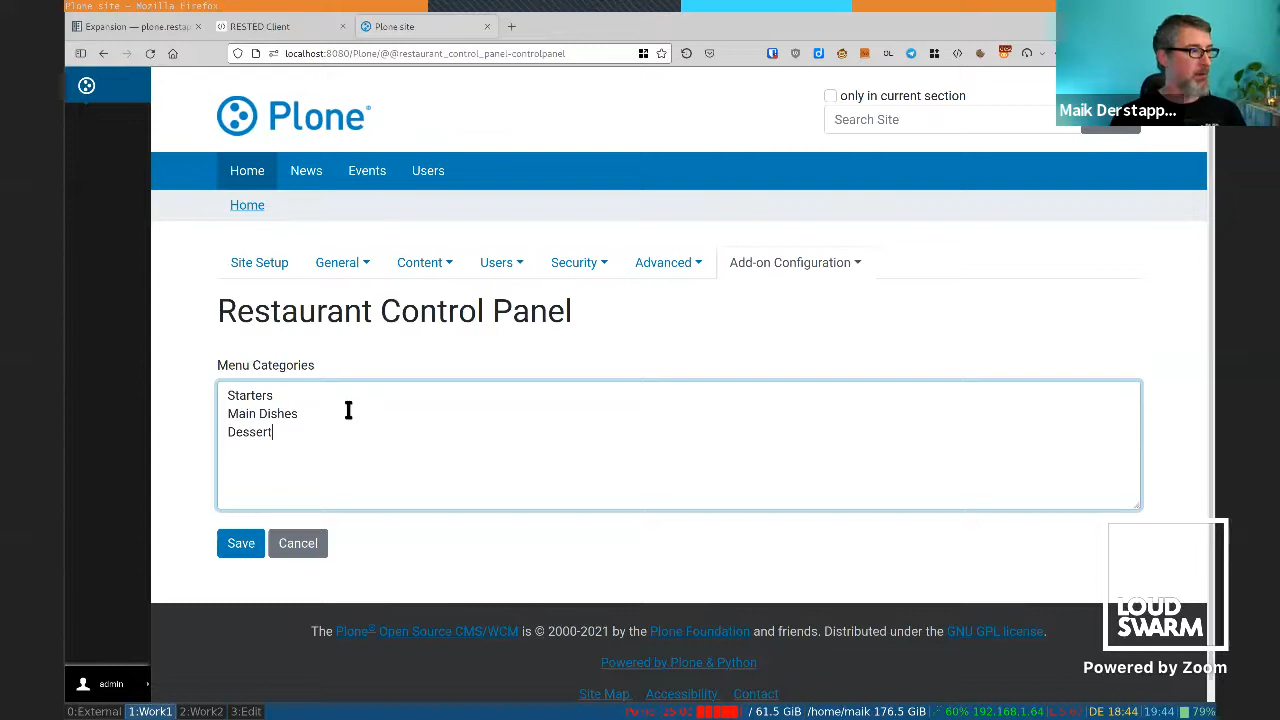 Plone site — Mozilla Firefox
Expansion — plone.restap
RESTED Client
Plone site
localhost:8080/Plone/@@restaurant_control_panel-controlpanel
Plone
only in current section
Search Site
Maik Derstapp...
Home News Events Users
Home
Site Setup General Content Users Security Advanced Add-on Configuration
Restaurant Control Panel
Menu Categories
Starters
Main Dishes
Dessert
Save Cancel
LOUD
SWARM
Powered by Zoom
The Plone® Open Source CMS/WCM is © 2000-2021 by the Plone Foundation and friends. Distributed under the GNU GPL license.
Powered by Plone & Python
Site Map Accessibility Contact
admin
0:External 1:Work1 2:Work2 3:Edit
/ 61.5 GiB /home/maik 176.5 GiB 60% 192.168.1.64 DE 18:44 19:44 79%